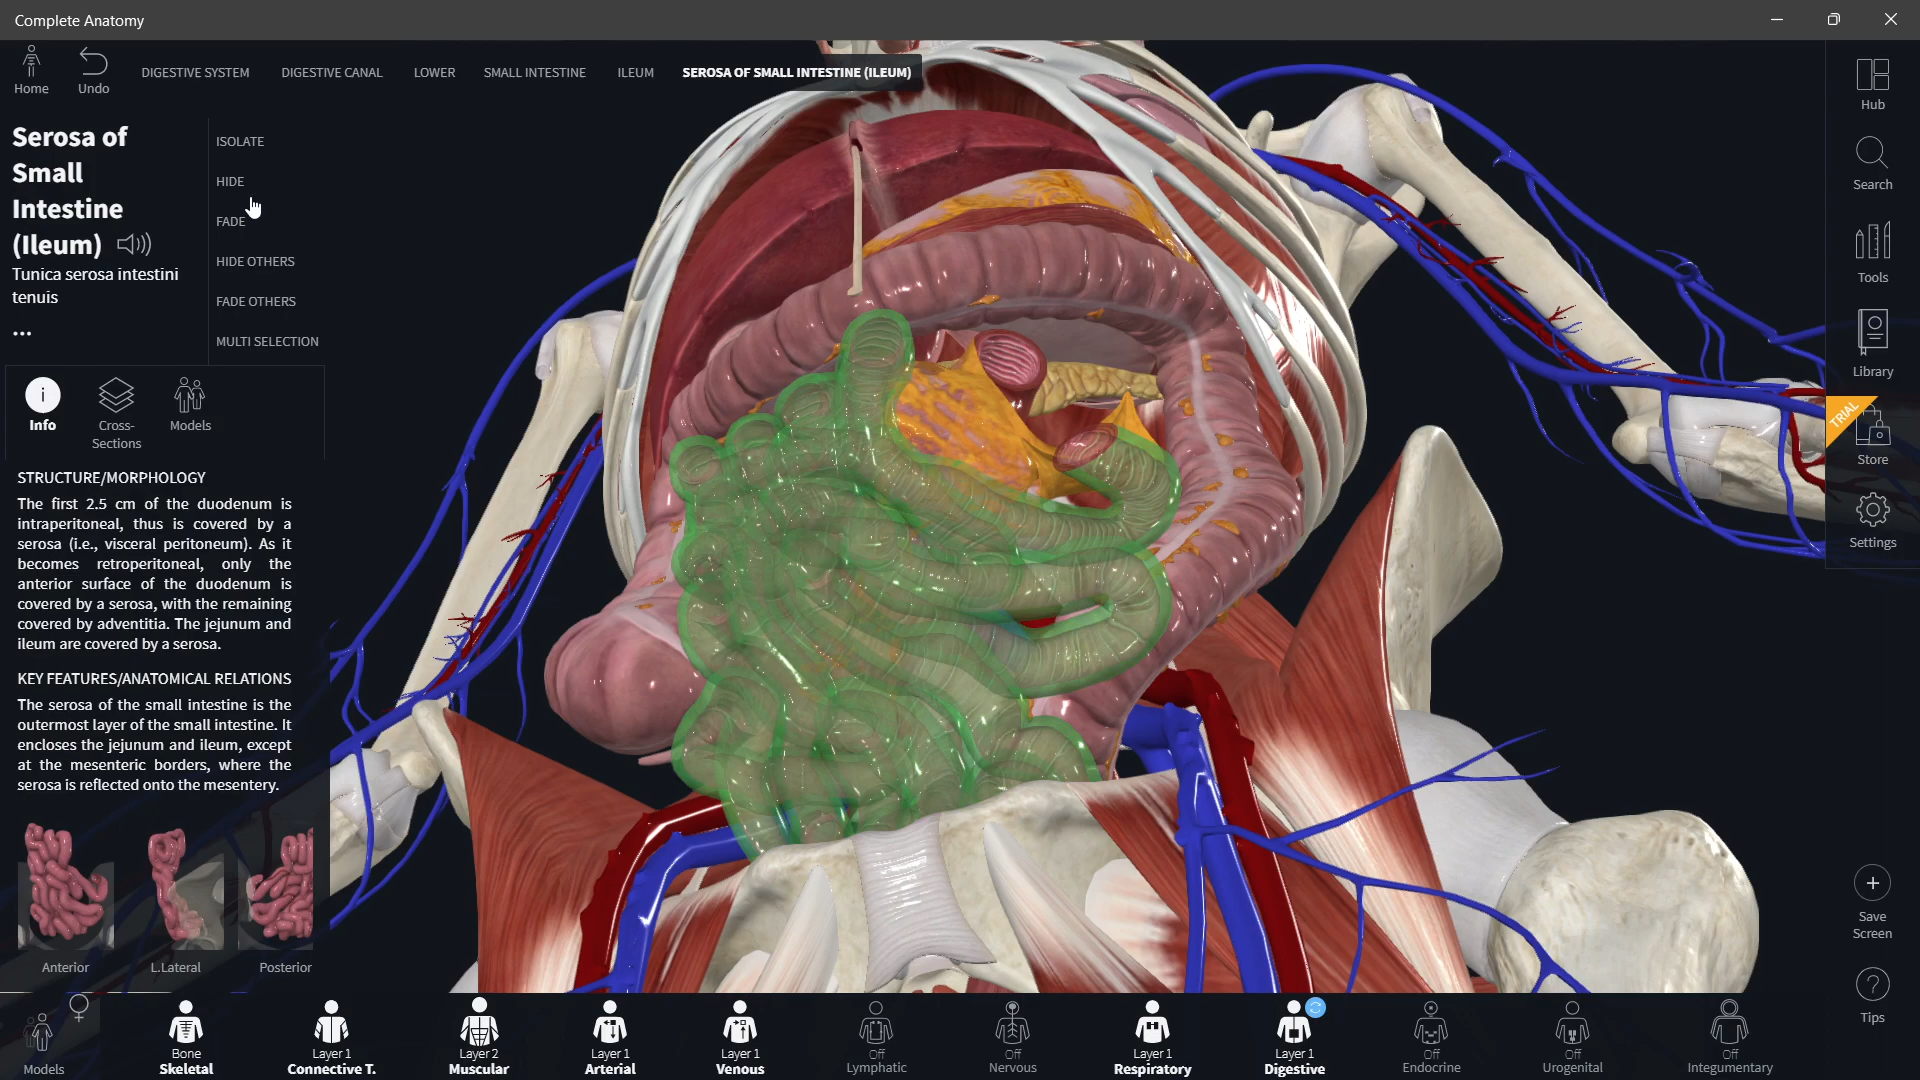 Complete Anatomy
Home
Undo
DIGESTIVE SYSTEM
DIGESTIVE CANAL
LOWER
SMALL INTESTINE
ILEUM
SEROSA OF SMALL INTESTINE (ILEUM)
Serosa of
Small
Intestine
(Ileum)
Tunica serosa intestini
tenuis
ISOLATE
HIDE
FADE
HIDE OTHERS
FADE OTHERS
MULTI SELECTION
Info
Cross-
Sections
Models
STRUCTURE/MORPHOLOGY
The first 2.5 cm of the duodenum is
intraperitoneal, thus is covered by a
serosa (i.e., visceral peritoneum). As it
becomes retroperitoneal, only the
anterior surface of the duodenum is
covered by a serosa, with the remaining
covered by adventitia. The jejunum and
ileum are covered by a serosa.
KEY FEATURES/ANATOMICAL RELATIONS
The serosa of the small intestine is the
outermost layer of the small intestine. It
encloses the jejunum and ileum, except
at the mesenteric borders, where the
serosa is reflected onto the mesentery.
Anterior
L.Lateral
Posterior
Hub
Search
Tools
Library
TRIAL
Store
Settings
Save
Screen
Tips
Models
Bone
Skeletal
Layer 1
Connective T.
Layer 2
Muscular
Layer 1
Arterial
Layer 1
Venous
Off
Lymphatic
Off
Nervous
Layer 1
Respiratory
Layer 1
Digestive
Off
Endocrine
Off
Urogenital
Off
Integumentary